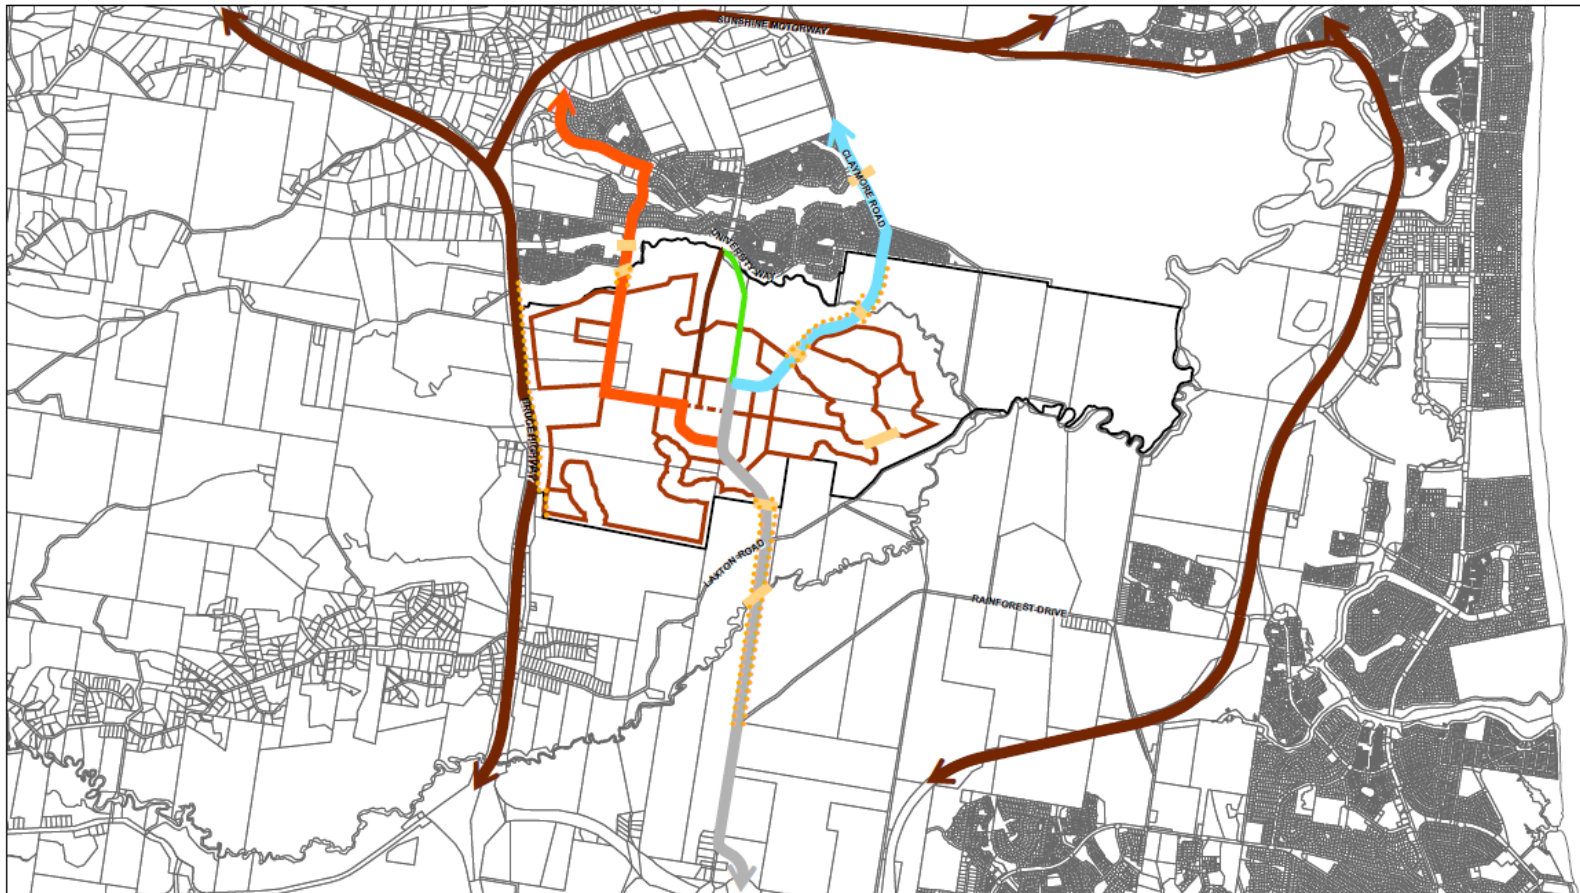 SUNSHINE MOTORWAY
CLAYMORE ROAD
UNIVERSITY WAY
BRUCE HIGHWAY
LAXTON ROAD
RAINFOREST DRIVE